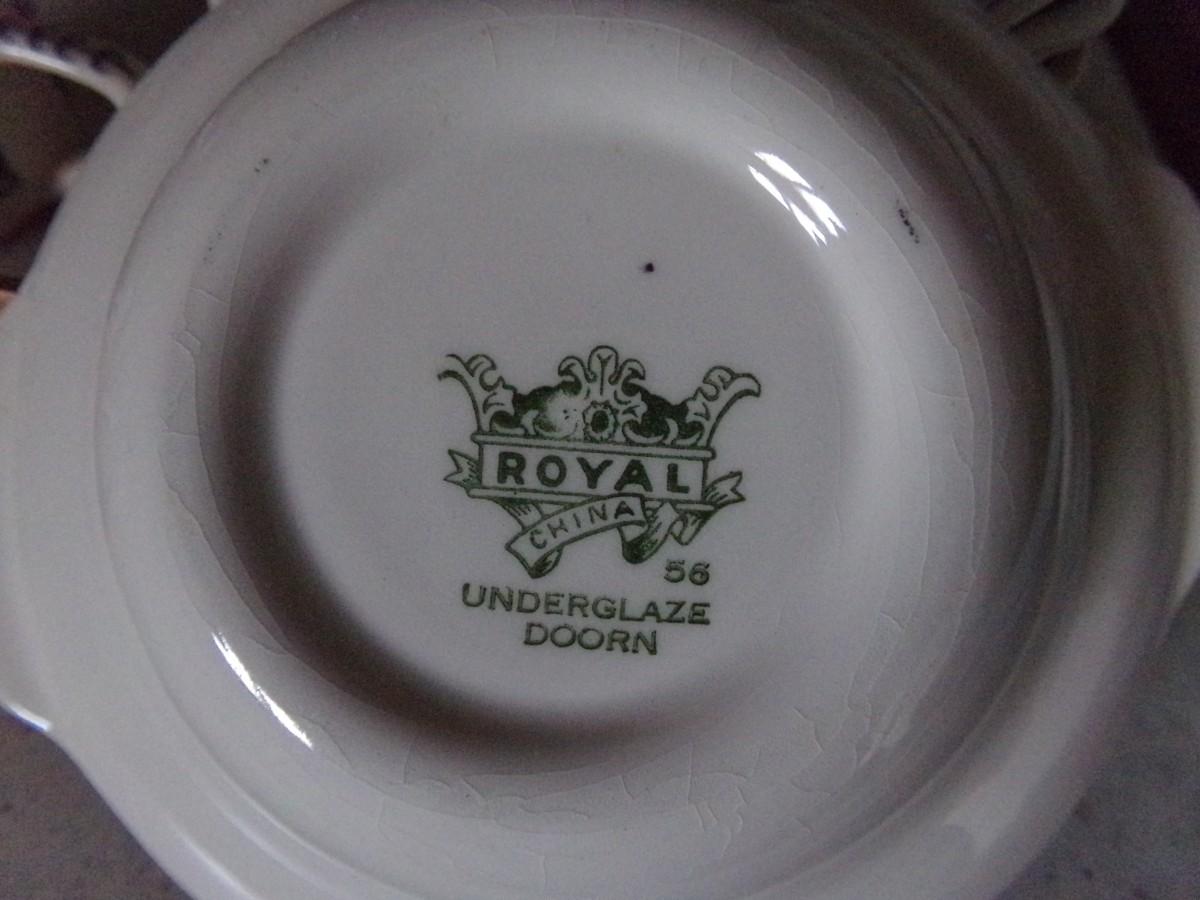 ROYAL
CHINA
56
UNDERGLAZE
DOORN